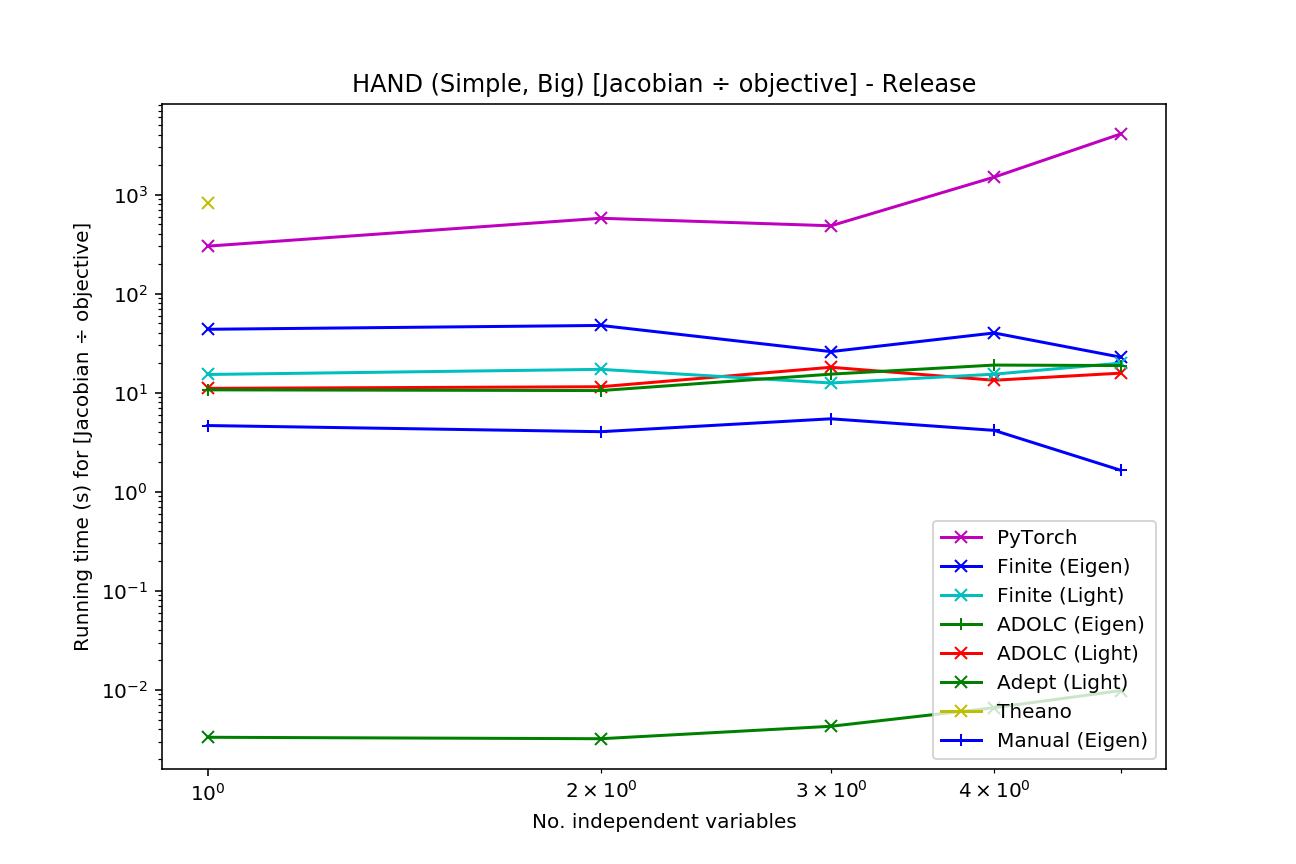 HAND (Simple, Big) [Jacobian ÷ objective] - Release
Running time (s) for [Jacobian ÷ objective]
10³
10²
10¹
10⁰
10⁻¹
10⁻²
PyTorch
Finite (Eigen)
Finite (Light)
ADOLC (Eigen)
ADOLC (Light)
Adept (Light)
Theano
Manual (Eigen)
10⁰ 2 × 10⁰ 3 × 10⁰ 4 × 10⁰
No. independent variables